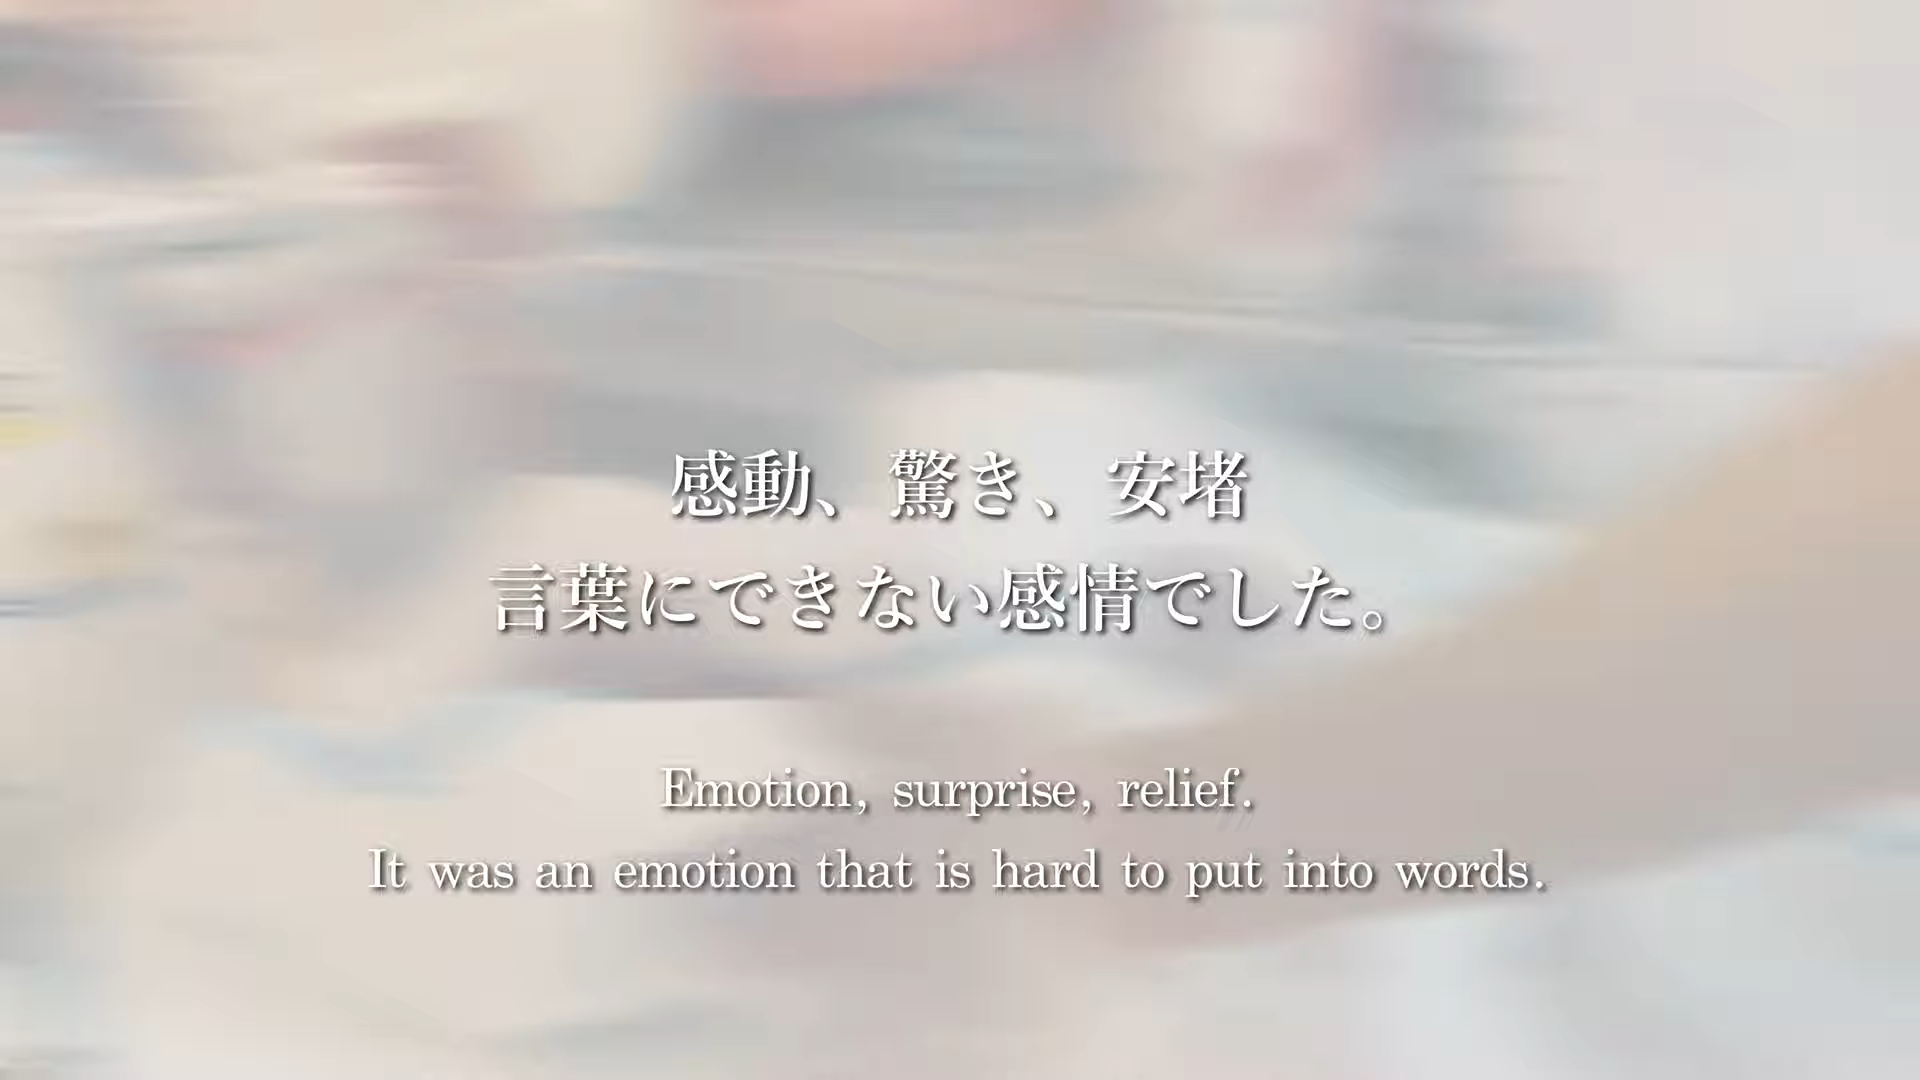 感動、驚き、安堵
言葉にできない感情でした。
Emotion, surprise, relief.
It was an emotion that is hard to put into words.